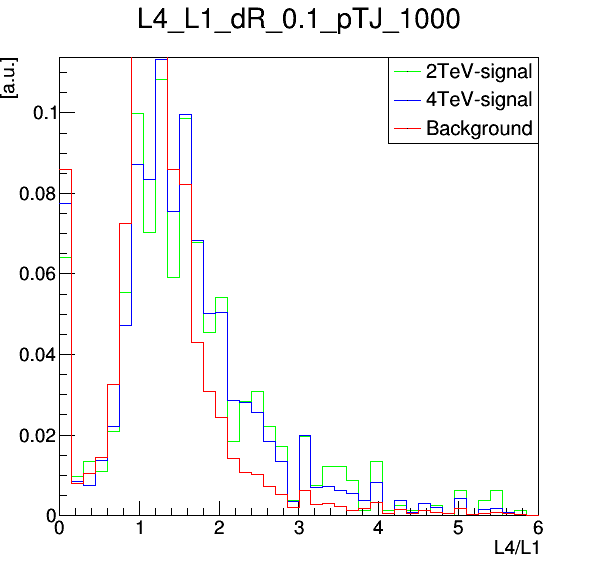 L4_L1_dR_0.1_pTJ_1000
[a.u.]
2TeV-signal
4TeV-signal
Background
0.1
0.08
0.06
0.04
0.02
0
0 1 2 3 4 5 6
L4/L1